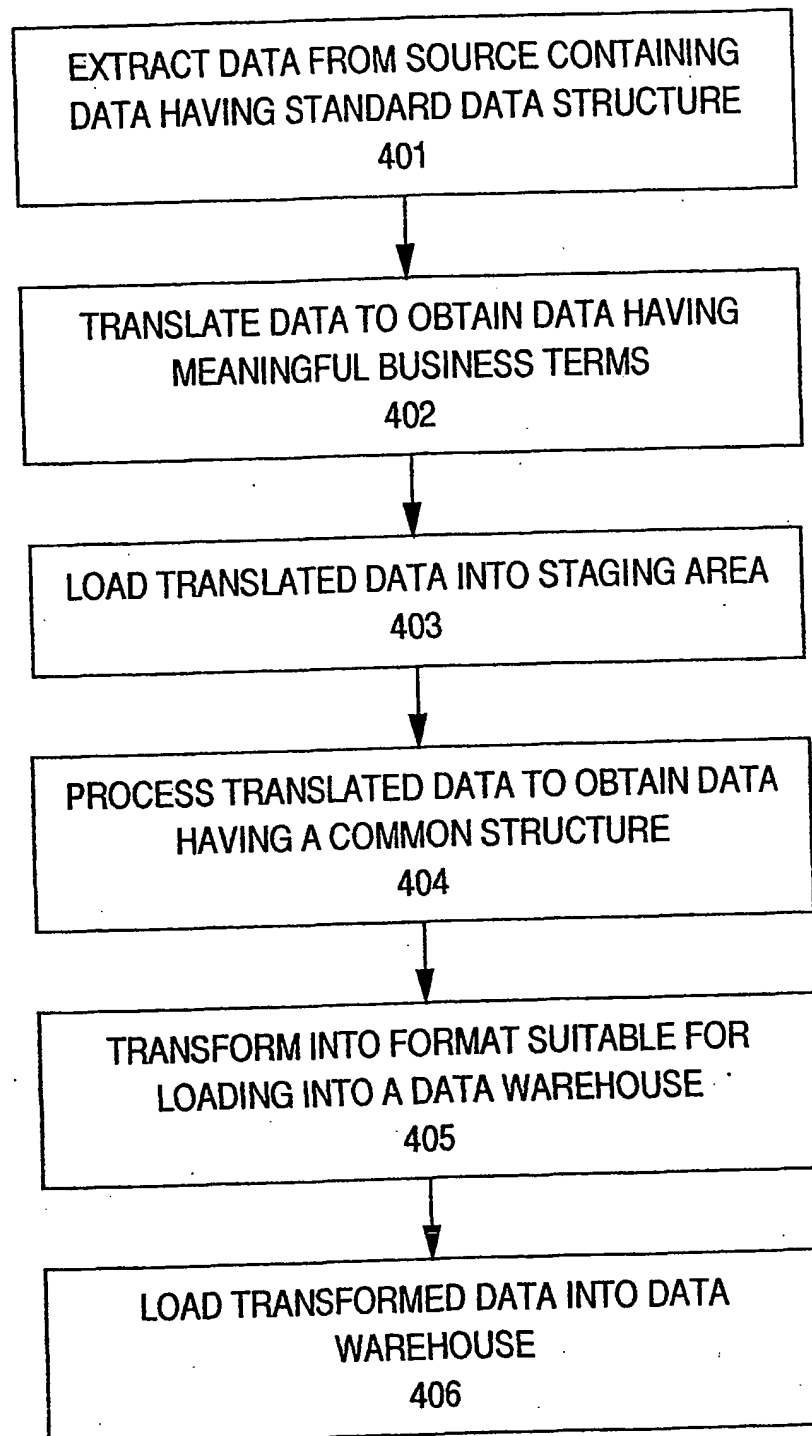 EXTRACT DATA FROM SOURCE CONTAINING
DATA HAVING STANDARD DATA STRUCTURE
401
TRANSLATE DATA TO OBTAIN DATA HAVING
MEANINGFUL BUSINESS TERMS
402
LOAD TRANSLATED DATA INTO STAGING AREA
403
PROCESS TRANSLATED DATA TO OBTAIN DATA
HAVING A COMMON STRUCTURE
404
TRANSFORM INTO FORMAT SUITABLE FOR
LOADING INTO A DATA WAREHOUSE
405
LOAD TRANSFORMED DATA INTO DATA
WAREHOUSE
406